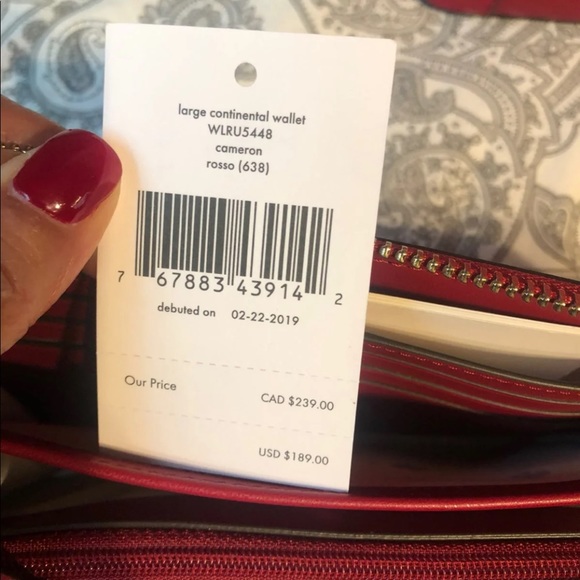 large continental wallet
WLRU5448
cameron
rosso (638)
7 67883 43914 2
debuted on 02-22-2019
Our Price CAD $239.00
USD $189.00